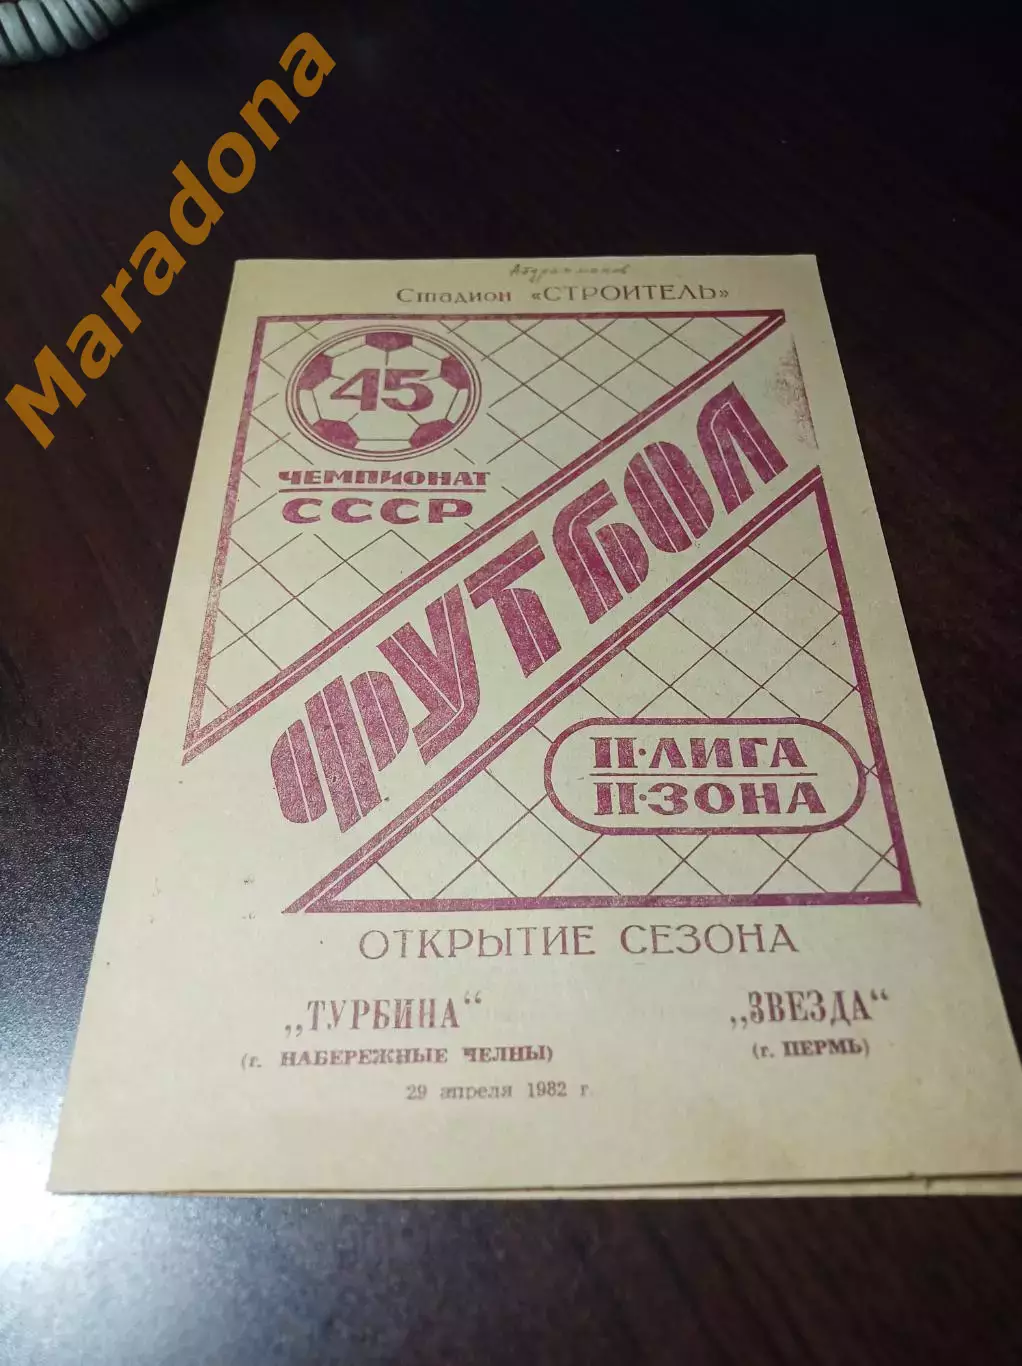 Maradona
Абдрахманов
Стадион «СТРОИТЕЛЬ»
45
ЧЕМПИОНАТ
СССР
ФУТБОЛ
II·ЛИГА
II·ЗОНА
ОТКРЫТИЕ СЕЗОНА
„ТУРБИНА“ „ЗВЕЗДА“
(г. НАБЕРЕЖНЫЕ ЧЕЛНЫ) (г. ПЕРМЬ)
29 апреля 1982 г.